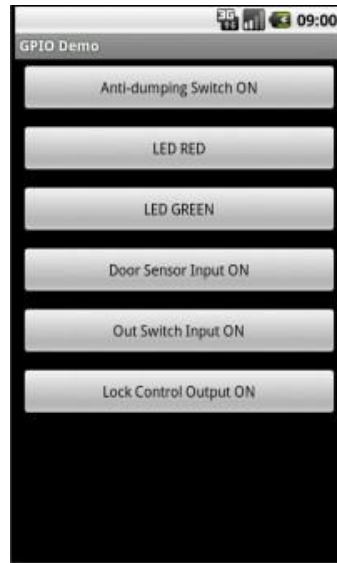 3G
09:00
GPIO Demo
Anti-dumping Switch ON
LED RED
LED GREEN
Door Sensor Input ON
Out Switch Input ON
Lock Control Output ON